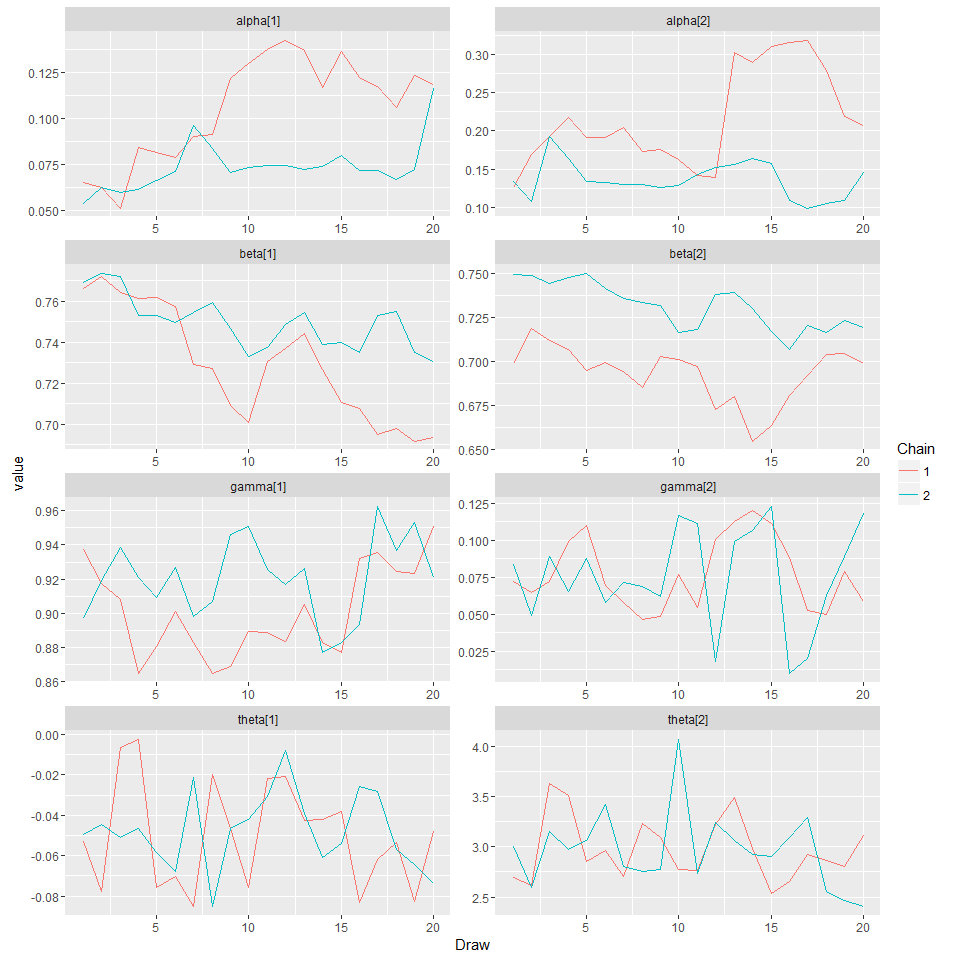 alpha[1]
alpha[2]
0.125
0.100
0.075
0.050
5 10 15 20
0.30
0.25
0.20
0.15
0.10
5 10 15 20
beta[1]
beta[2]
0.76
0.74
0.72
0.70
5 10 15 20
0.750
0.725
0.700
0.675
0.650
5 10 15 20
gamma[1]
gamma[2]
0.96
0.94
0.92
0.90
0.88
0.86
5 10 15 20
0.125
0.100
0.075
0.050
0.025
5 10 15 20
theta[1]
theta[2]
0.00
-0.02
-0.04
-0.06
-0.08
5 10 15 20
4.0
3.5
3.0
2.5
5 10 15 20
value
Draw
Chain
1
2